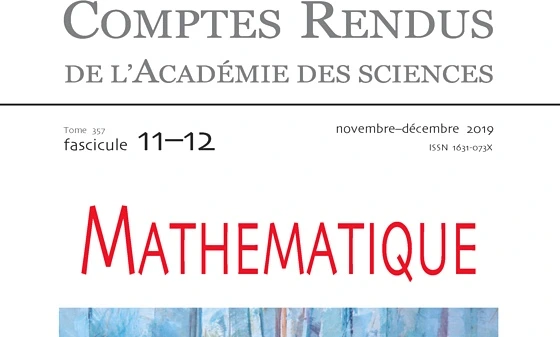 COMPTES RENDUS
DE L'ACADÉMIE DES SCIENCES
Tome 357
fascicule 11–12
novembre–décembre 2019
ISSN 1631-073X
MATHEMATIQUE